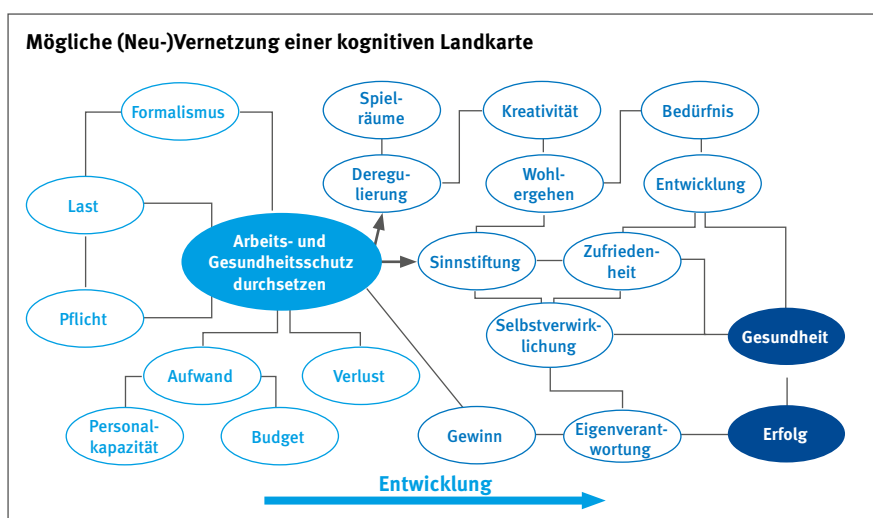 Mögliche (Neu-)Vernetzung einer kognitiven Landkarte
Formalismus
Spiel-
räume
Kreativität
Bedürfnis
Last
Deregu-
lierung
Wohl-
ergehen
Entwicklung
Arbeits- und
Gesundheitsschutz
durchsetzen
Sinnstiftung
Zufrieden-
heit
Pflicht
Selbstverwirk-
lichung
Gesundheit
Aufwand
Verlust
Personal-
kapazität
Budget
Gewinn
Eigenverant-
wortung
Erfolg
Entwicklung